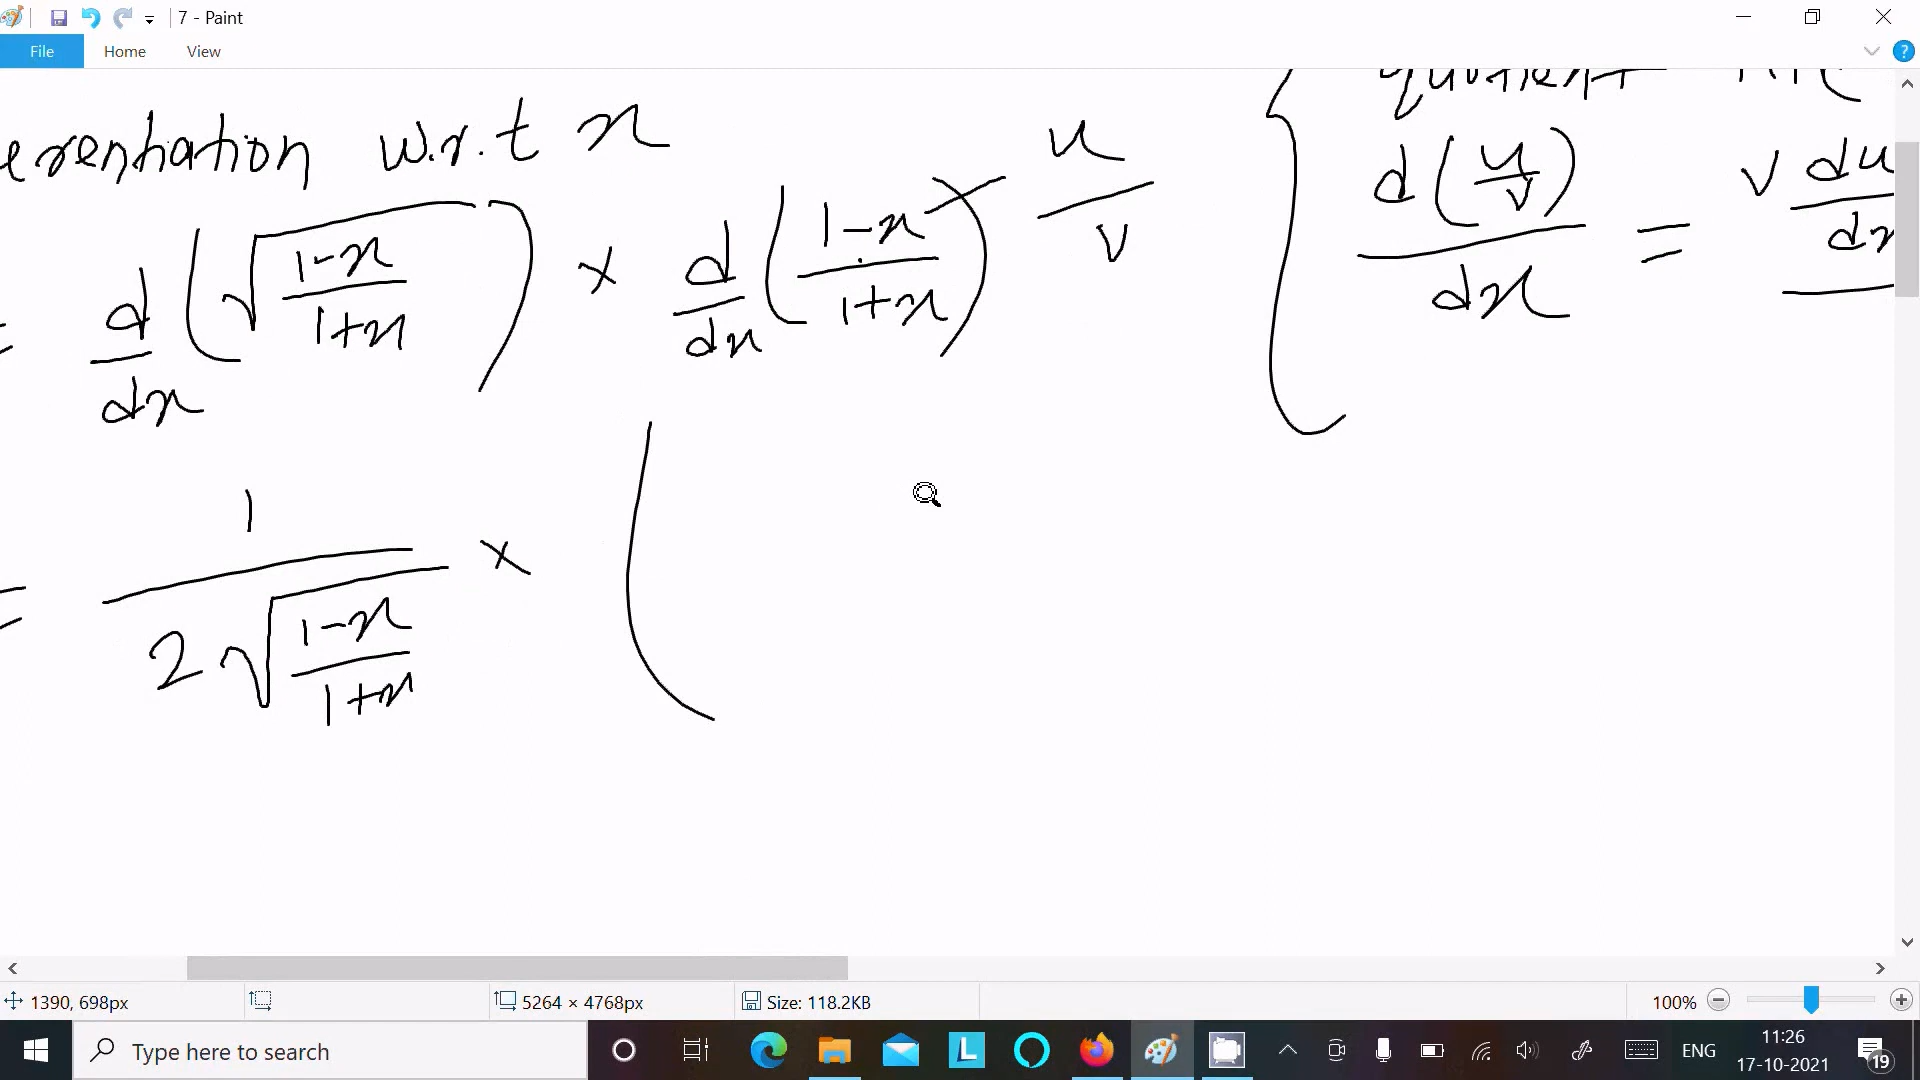 7 - Paint
File Home View
quotient
erentiation w.r.t x
= d/dx (√((1-x)/(1+x))) × d/dx ((1-x)/(1+x)) u/v { d(u/v)/dx = v du/dx
= 1/(2√((1-x)/(1+x))) × (
1390, 698px 5264 × 4768px Size: 118.2KB 100%
Type here to search ENG 11:26
17-10-2021 19